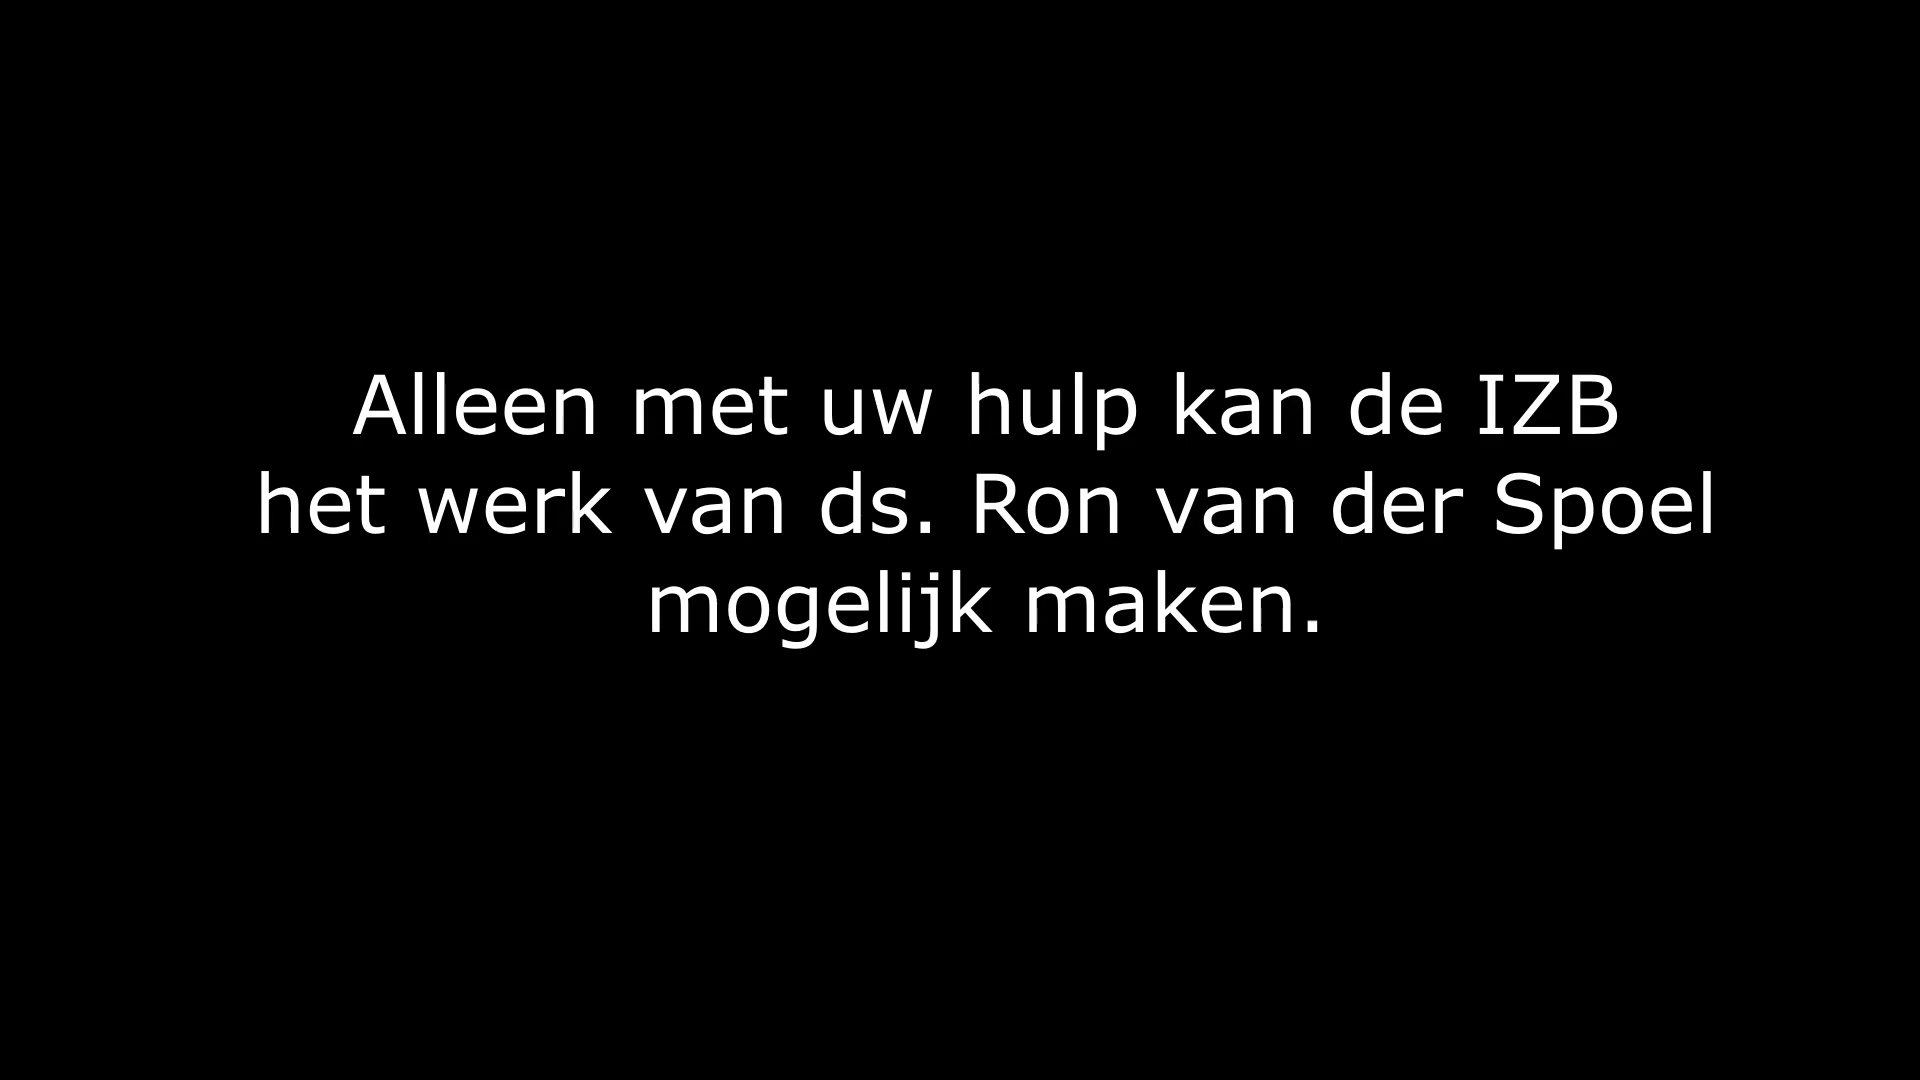 Alleen met uw hulp kan de IZB
het werk van ds. Ron van der Spoel
mogelijk maken.